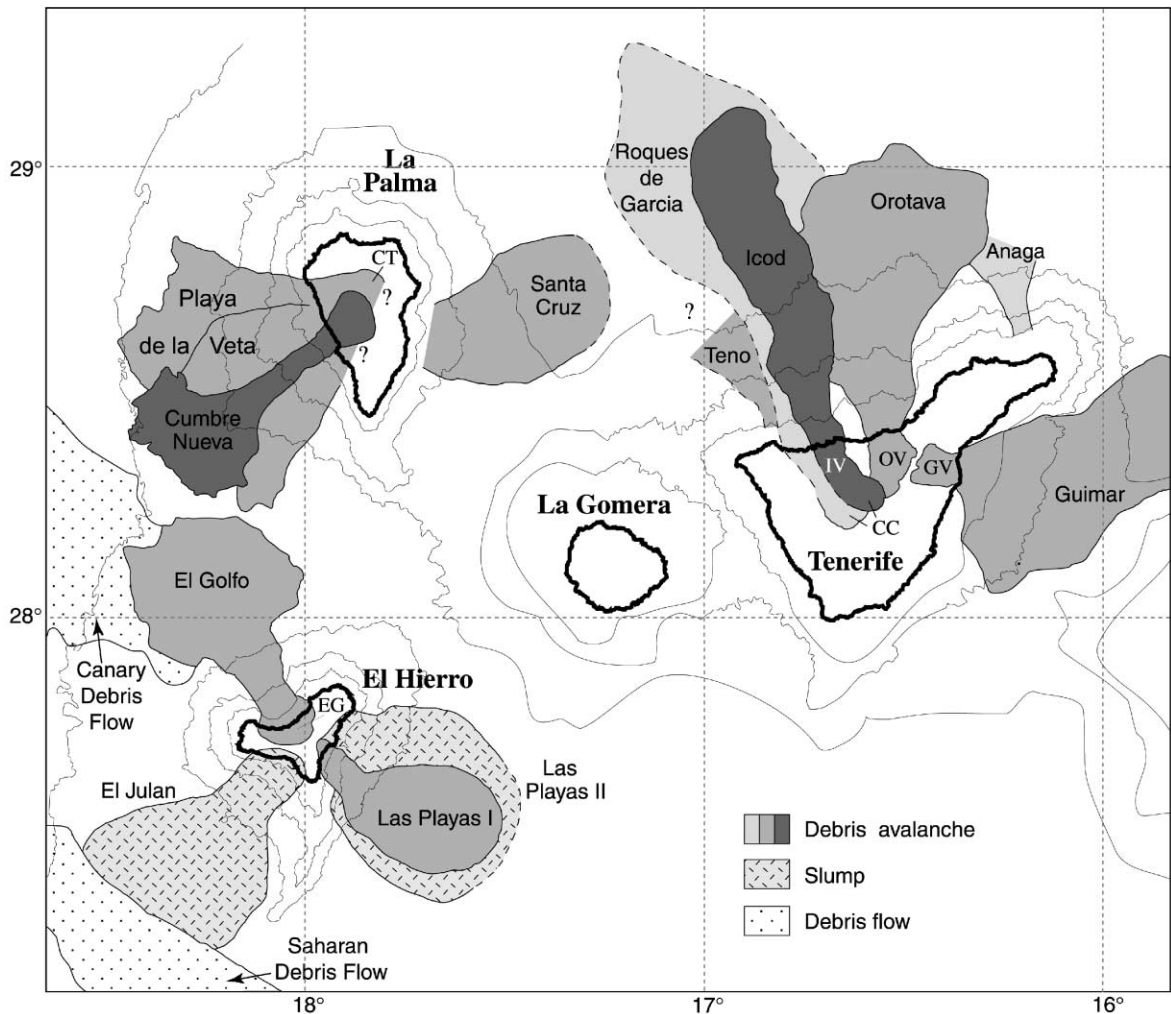 29°
28°
La
Palma
CT
?
?
Playa
de la
Veta
Cumbre
Nueva
Santa
Cruz
Roques
de
Garcia
Icod
Orotava
Anaga
?
Teno
IV
OV
GV
CC
Guimar
Tenerife
La Gomera
El Golfo
Canary
Debris
Flow
El Hierro
EG
El Julan
Las
Playas II
Las Playas I
Saharan
Debris Flow
Debris avalanche
Slump
Debris flow
18°
17°
16°